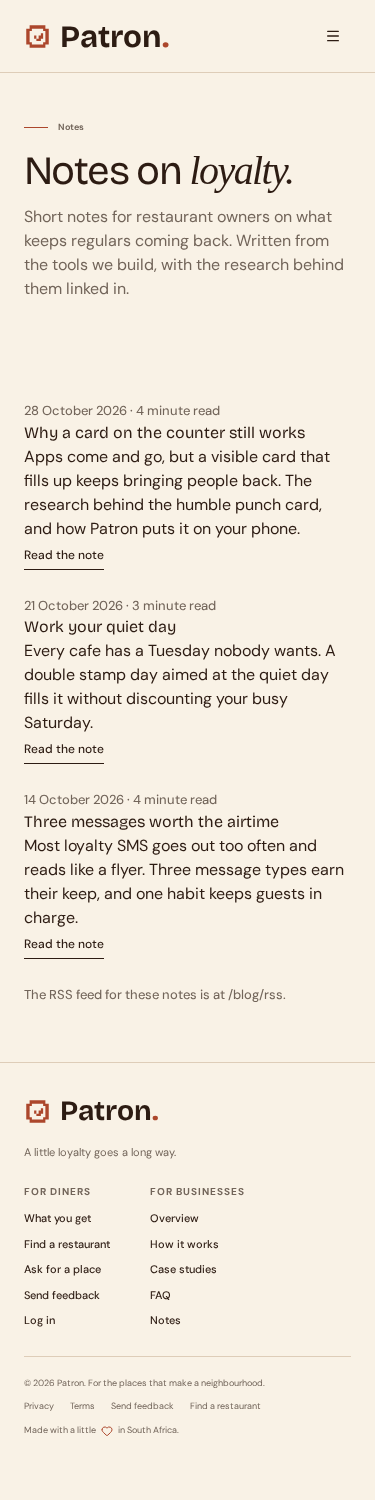 Patron.
Notes
Notes on loyalty.
Short notes for restaurant owners on what
keeps regulars coming back. Written from
the tools we build, with the research behind
them linked in.
28 October 2026 · 4 minute read
Why a card on the counter still works
Apps come and go, but a visible card that
fills up keeps bringing people back. The
research behind the humble punch card,
and how Patron puts it on your phone.
Read the note
21 October 2026 · 3 minute read
Work your quiet day
Every cafe has a Tuesday nobody wants. A
double stamp day aimed at the quiet day
fills it without discounting your busy
Saturday.
Read the note
14 October 2026 · 4 minute read
Three messages worth the airtime
Most loyalty SMS goes out too often and
reads like a flyer. Three message types earn
their keep, and one habit keeps guests in
charge.
Read the note
The RSS feed for these notes is at /blog/rss.
Patron.
A little loyalty goes a long way.
FOR DINERS
What you get
Find a restaurant
Ask for a place
Send feedback
Log in
FOR BUSINESSES
Overview
How it works
Case studies
FAQ
Notes
© 2026 Patron. For the places that make a neighbourhood.
Privacy Terms Send feedback Find a restaurant
Made with a little in South Africa.